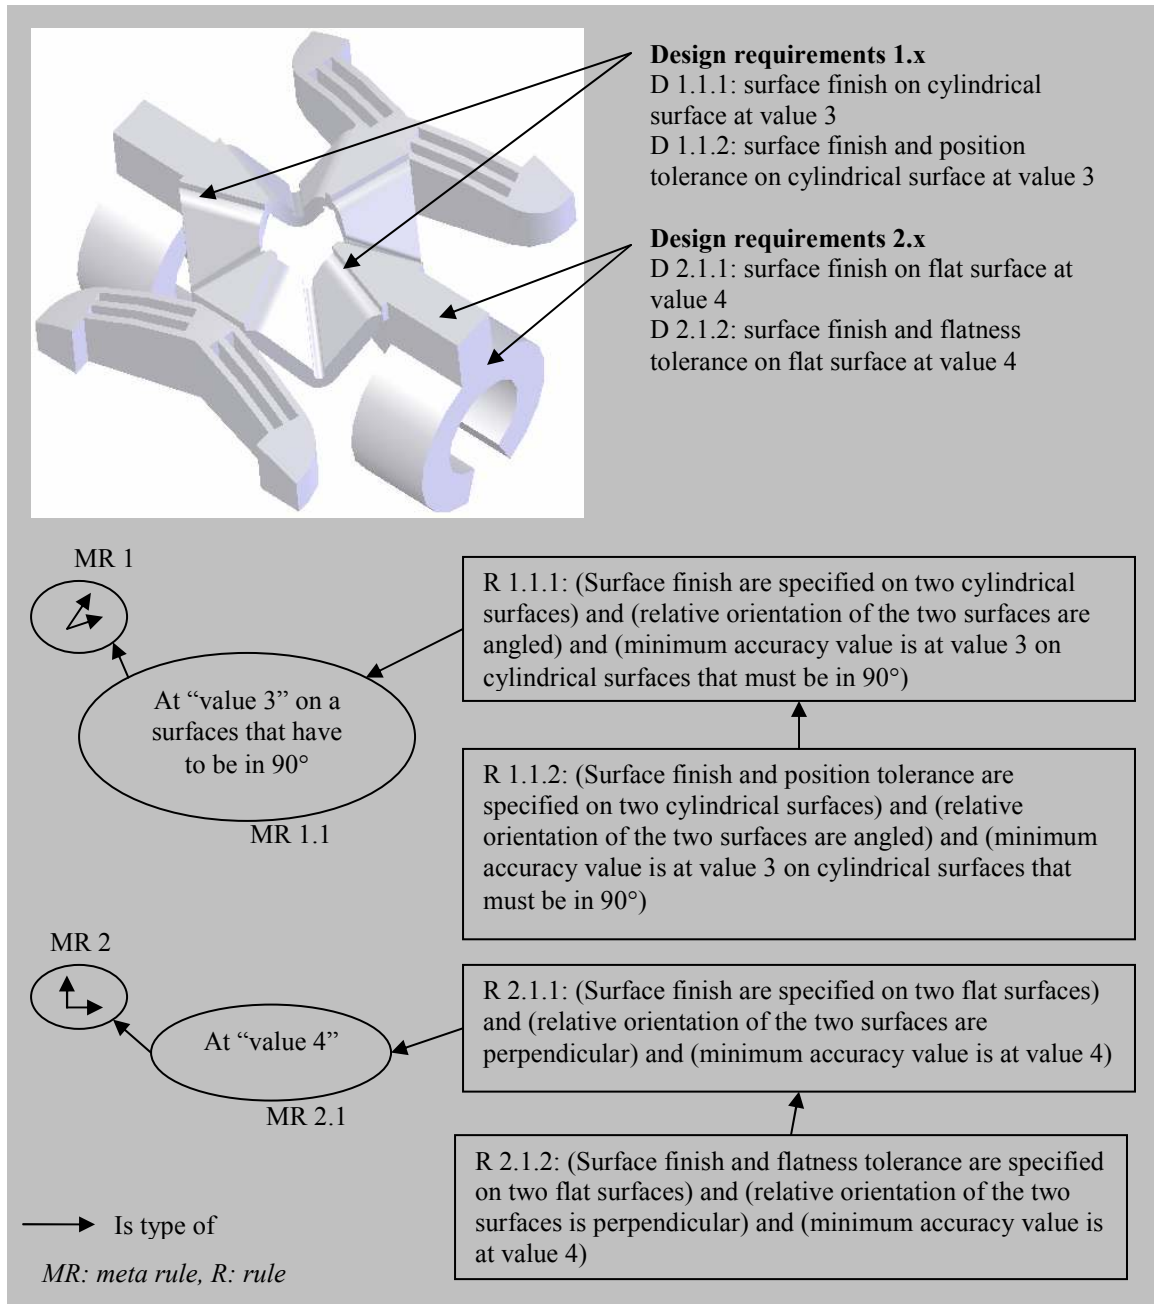 Design requirements 1.x
D 1.1.1: surface finish on cylindrical
surface at value 3
D 1.1.2: surface finish and position
tolerance on cylindrical surface at value 3
Design requirements 2.x
D 2.1.1: surface finish on flat surface at
value 4
D 2.1.2: surface finish and flatness
tolerance on flat surface at value 4
MR 1
At “value 3” on a
surfaces that have
to be in 90°
MR 1.1
R 1.1.1: (Surface finish are specified on two cylindrical
surfaces) and (relative orientation of the two surfaces are
angled) and (minimum accuracy value is at value 3 on
cylindrical surfaces that must be in 90°)
R 1.1.2: (Surface finish and position tolerance are
specified on two cylindrical surfaces) and (relative
orientation of the two surfaces are angled) and (minimum
accuracy value is at value 3 on cylindrical surfaces that
must be in 90°)
MR 2
At “value 4”
MR 2.1
R 2.1.1: (Surface finish are specified on two flat surfaces)
and (relative orientation of the two surfaces are
perpendicular) and (minimum accuracy value is at value 4)
R 2.1.2: (Surface finish and flatness tolerance are specified
on two flat surfaces) and (relative orientation of the two
surfaces is perpendicular) and (minimum accuracy value is
at value 4)
Is type of
MR: meta rule, R: rule